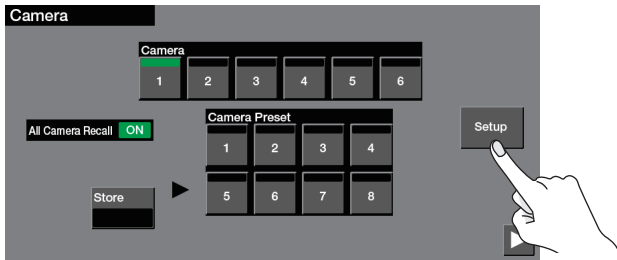 Camera
Camera
1 2 3 4 5 6
All Camera Recall ON
Camera Preset
1 2 3 4
Setup
Store
5 6 7 8